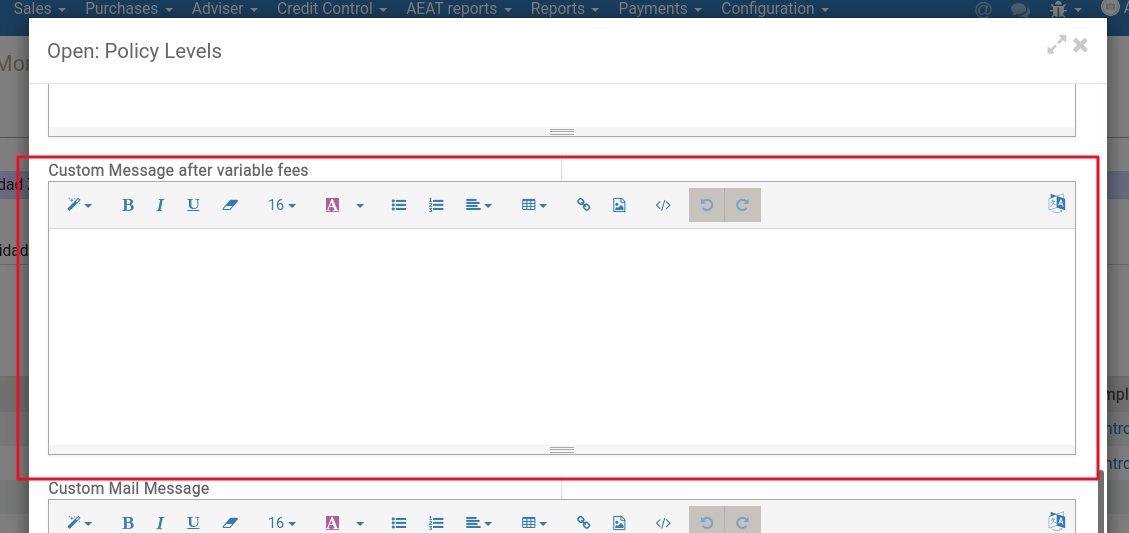 Sales Purchases Adviser Credit Control AEAT reports Reports Payments Configuration
Open: Policy Levels
Custom Message after variable fees
B I U 16 A
Custom Mail Message
B I U 16 A